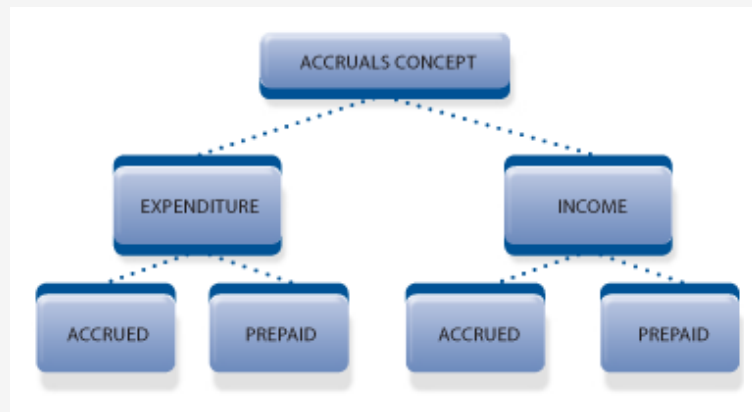 ACCRUALS CONCEPT
EXPENDITURE
INCOME
ACCRUED
PREPAID
ACCRUED
PREPAID